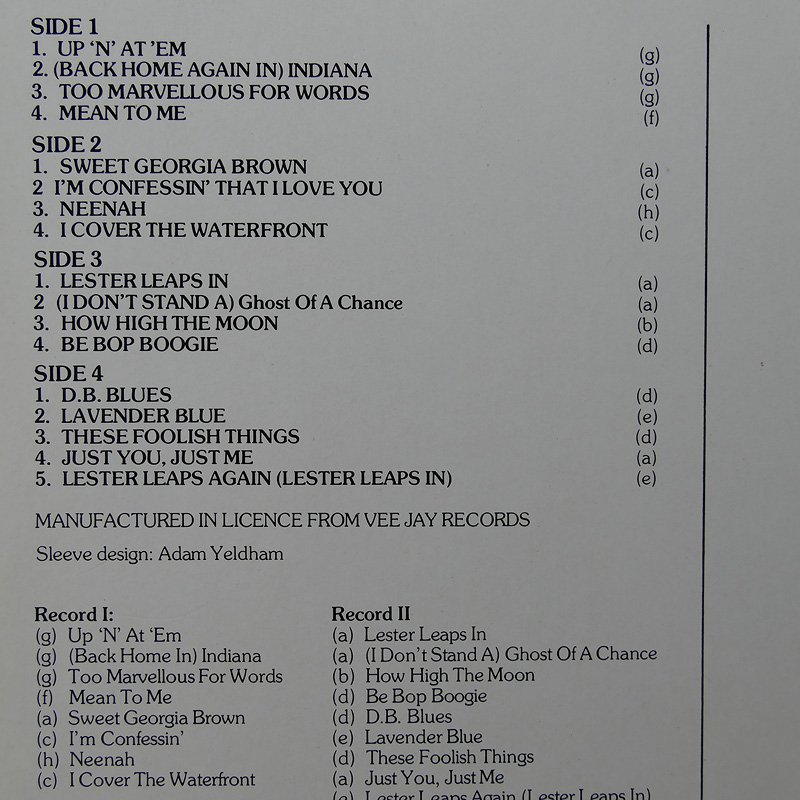 SIDE 1
1. UP ‘N’ AT ’EM (g)
2. (BACK HOME AGAIN IN) INDIANA (g)
3. TOO MARVELLOUS FOR WORDS (g)
4. MEAN TO ME (f)
SIDE 2
1. SWEET GEORGIA BROWN (a)
2 I’M CONFESSIN’ THAT I LOVE YOU (c)
3. NEENAH (h)
4. I COVER THE WATERFRONT (c)
SIDE 3
1. LESTER LEAPS IN (a)
2 (I DON’T STAND A) Ghost Of A Chance (a)
3. HOW HIGH THE MOON (b)
4. BE BOP BOOGIE (d)
SIDE 4
1. D.B. BLUES (d)
2. LAVENDER BLUE (e)
3. THESE FOOLISH THINGS (d)
4. JUST YOU, JUST ME (a)
5. LESTER LEAPS AGAIN (LESTER LEAPS IN) (e)
MANUFACTURED IN LICENCE FROM VEE JAY RECORDS
Sleeve design: Adam Yeldham
Record I:
(g) Up ‘N’ At ‘Em
(g) (Back Home In) Indiana
(g) Too Marvellous For Words
(f) Mean To Me
(a) Sweet Georgia Brown
(c) I’m Confessin’
(h) Neenah
(c) I Cover The Waterfront
Record II
(a) Lester Leaps In
(a) (I Don’t Stand A) Ghost Of A Chance
(b) How High The Moon
(d) Be Bop Boogie
(d) D.B. Blues
(e) Lavender Blue
(d) These Foolish Things
(a) Just You, Just Me
(e) Lester Leaps Again (Lester Leaps In)